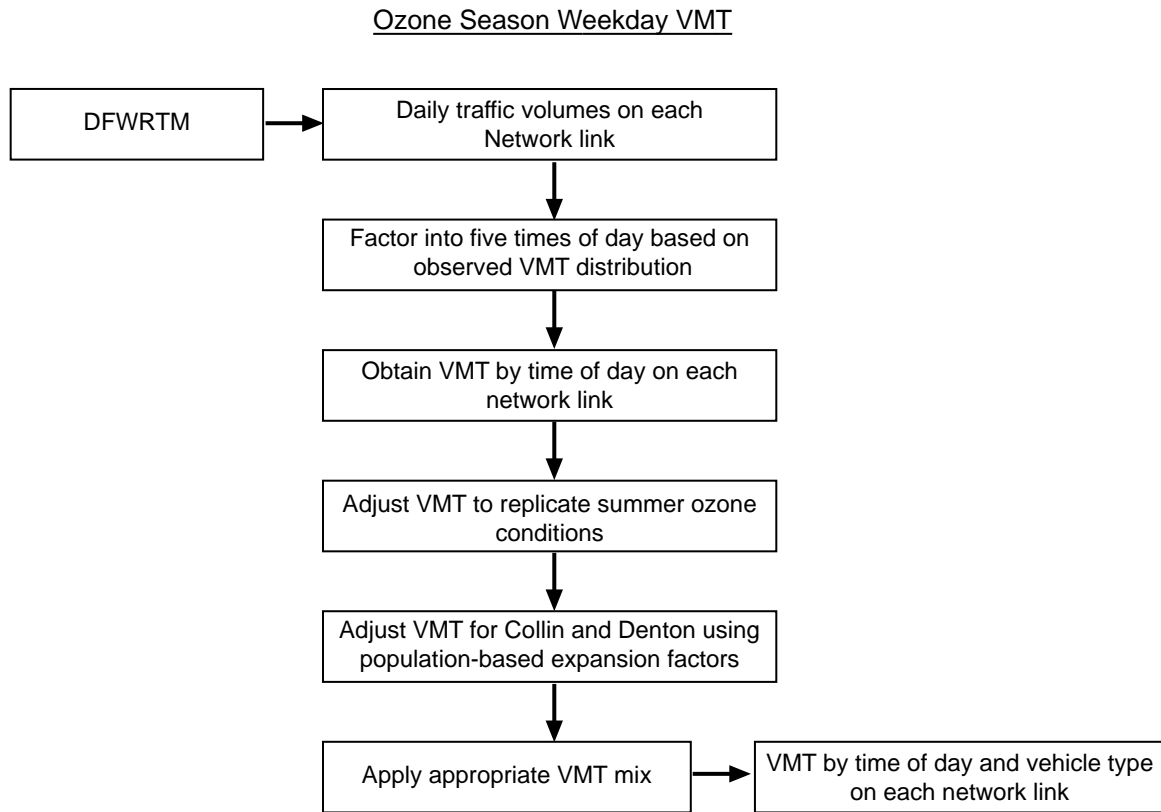 Ozone Season Weekday VMT
DFWRTM
Daily traffic volumes on each
Network link
Factor into five times of day based on
observed VMT distribution
Obtain VMT by time of day on each
network link
Adjust VMT to replicate summer ozone
conditions
Adjust VMT for Collin and Denton using
population-based expansion factors
Apply appropriate VMT mix
VMT by time of day and vehicle type
on each network link